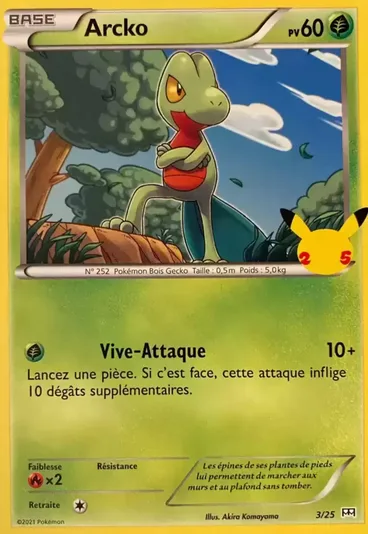 BASE
Arcko
PV60
25
N° 252 Pokémon Bois Gecko Taille : 0,5m Poids : 5,0kg
Vive-Attaque 10+
Lancez une pièce. Si c'est face, cette attaque inflige
10 dégâts supplémentaires.
Faiblesse Résistance
×2
Retraite
Les épines de ses plantes de pieds
lui permettent de marcher aux
murs et au plafond sans tomber.
©2021 Pokémon
Illus. Akira Komayama
3/25